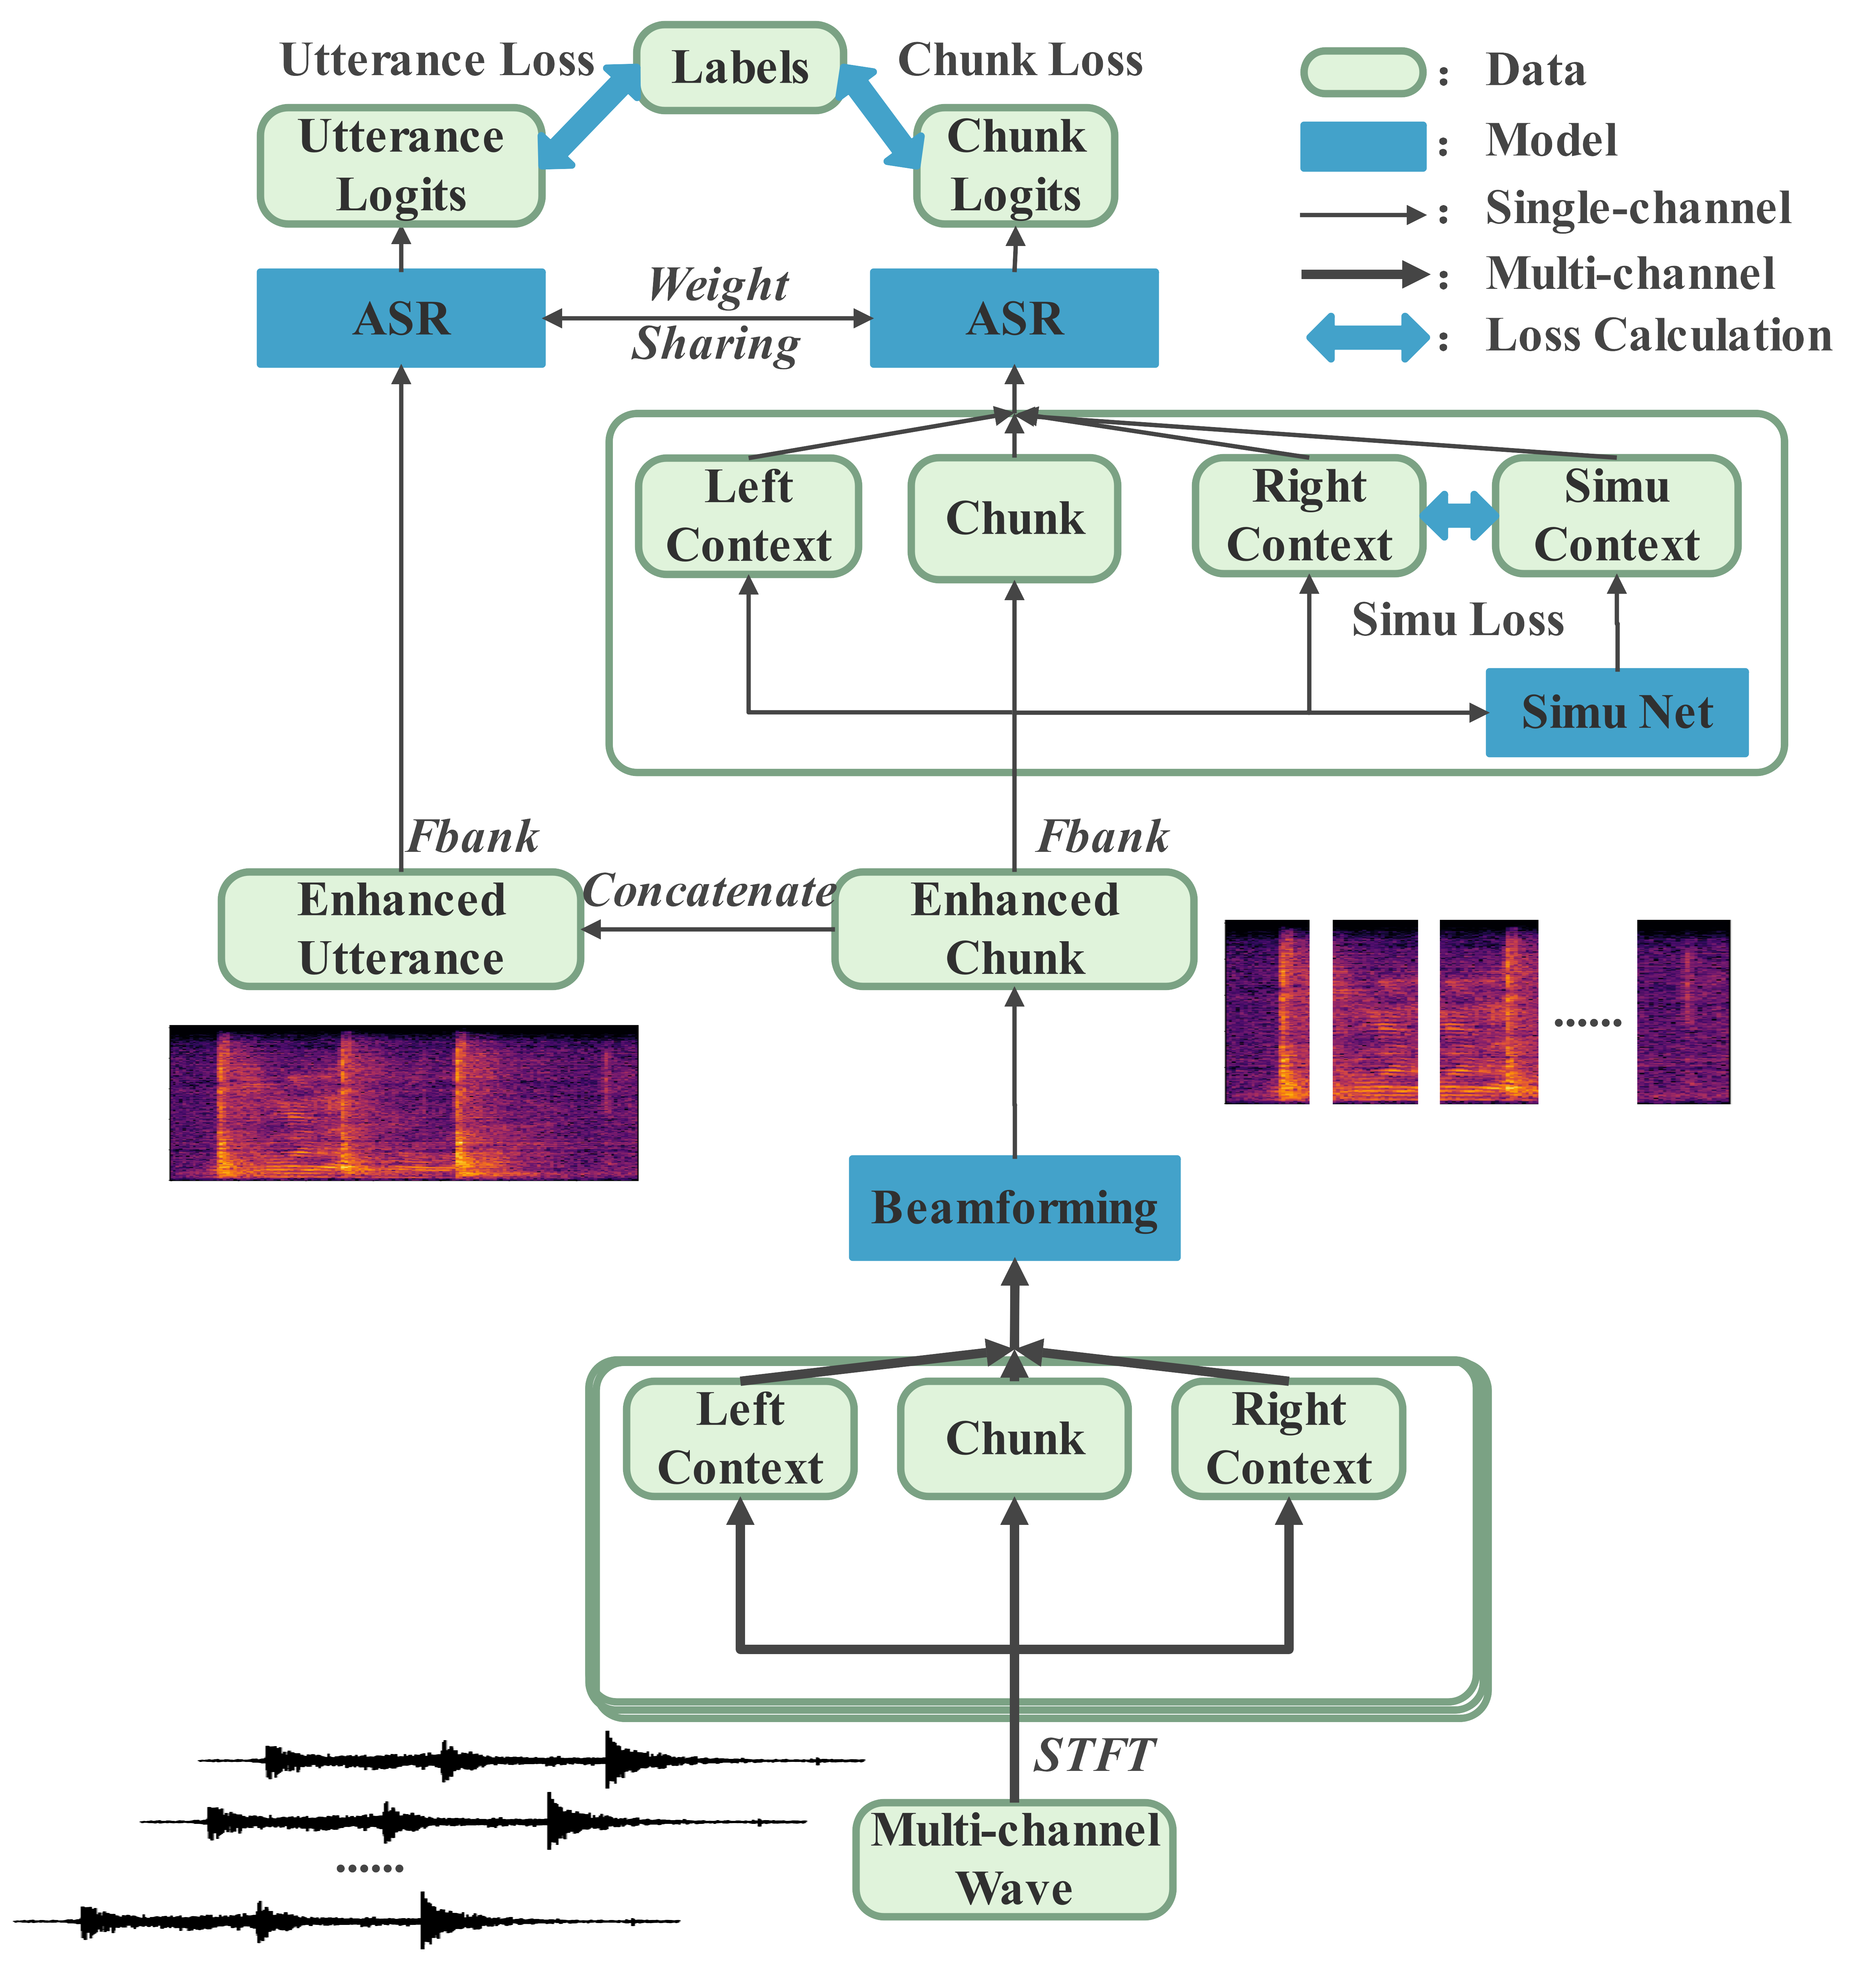 Utterance Loss
Labels
Chunk Loss
Utterance
Logits
Chunk
Logits
: Data
: Model
: Single-channel
: Multi-channel
: Loss Calculation
ASR
Weight
Sharing
ASR
Left
Context
Chunk
Right
Context
Simu
Context
Simu Loss
Simu Net
Fbank
Fbank
Enhanced
Utterance
Concatenate
Enhanced
Chunk
......
Beamforming
Left
Context
Chunk
Right
Context
STFT
......
Multi-channel
Wave